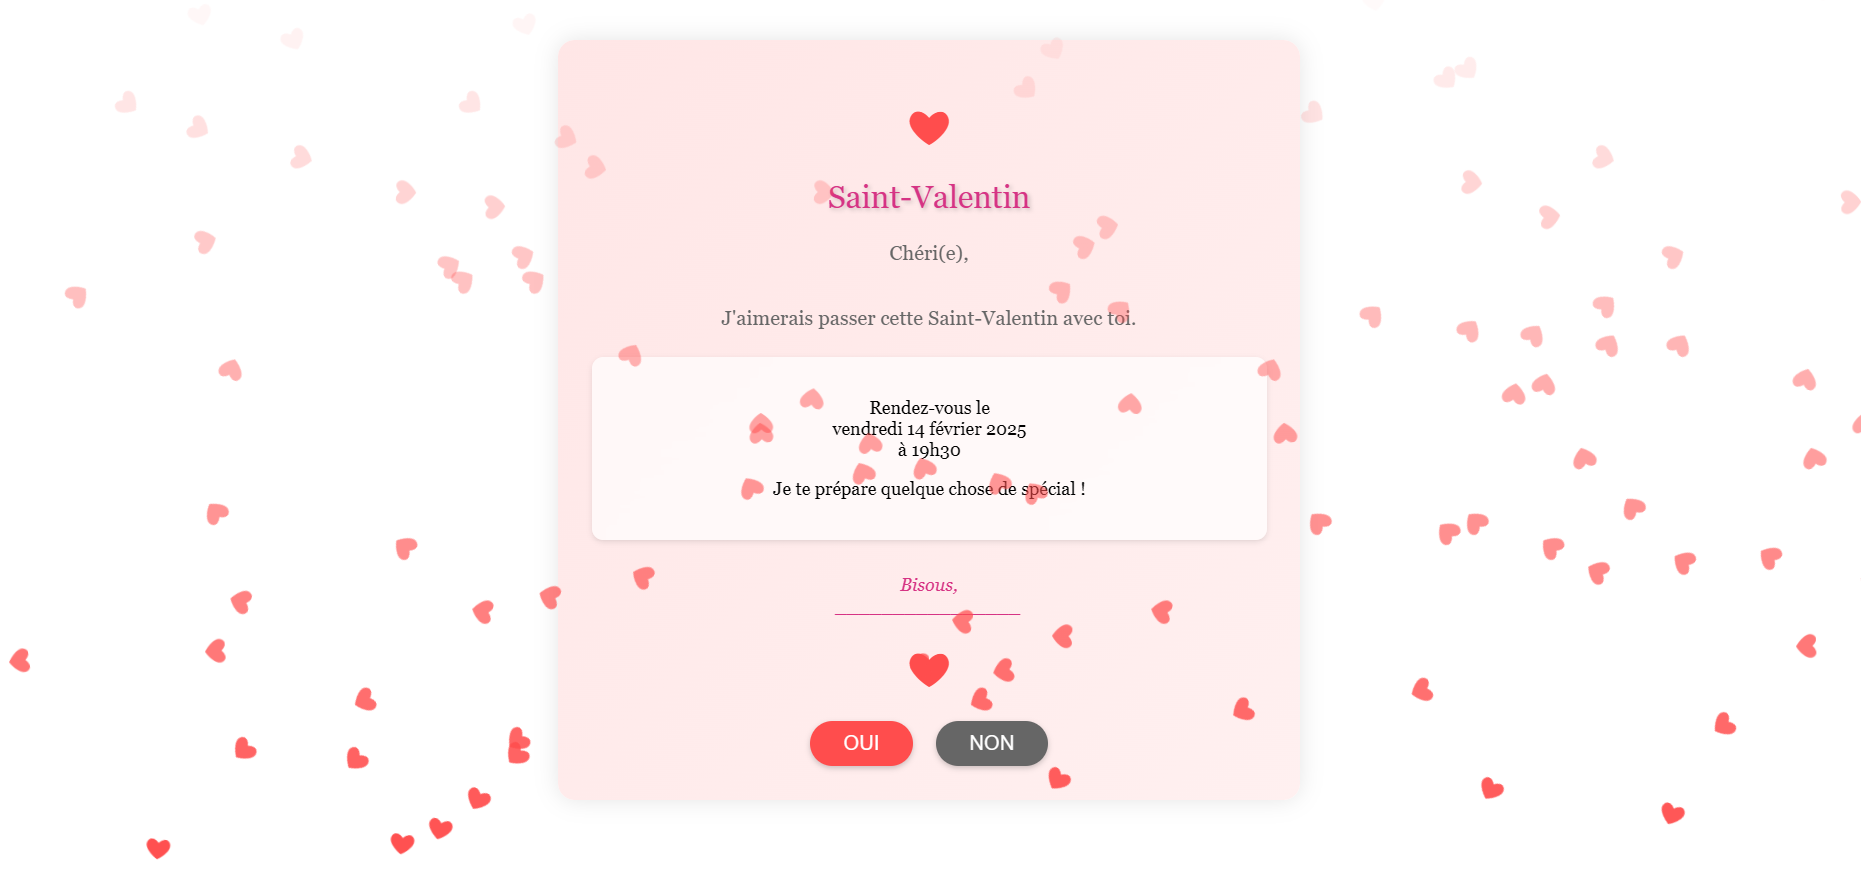 Saint-Valentin
Chéri(e),
J'aimerais passer cette Saint-Valentin avec toi.
Rendez-vous le
vendredi 14 février 2025
à 19h30
Je te prépare quelque chose de spécial !
Bisous,
OUI
NON